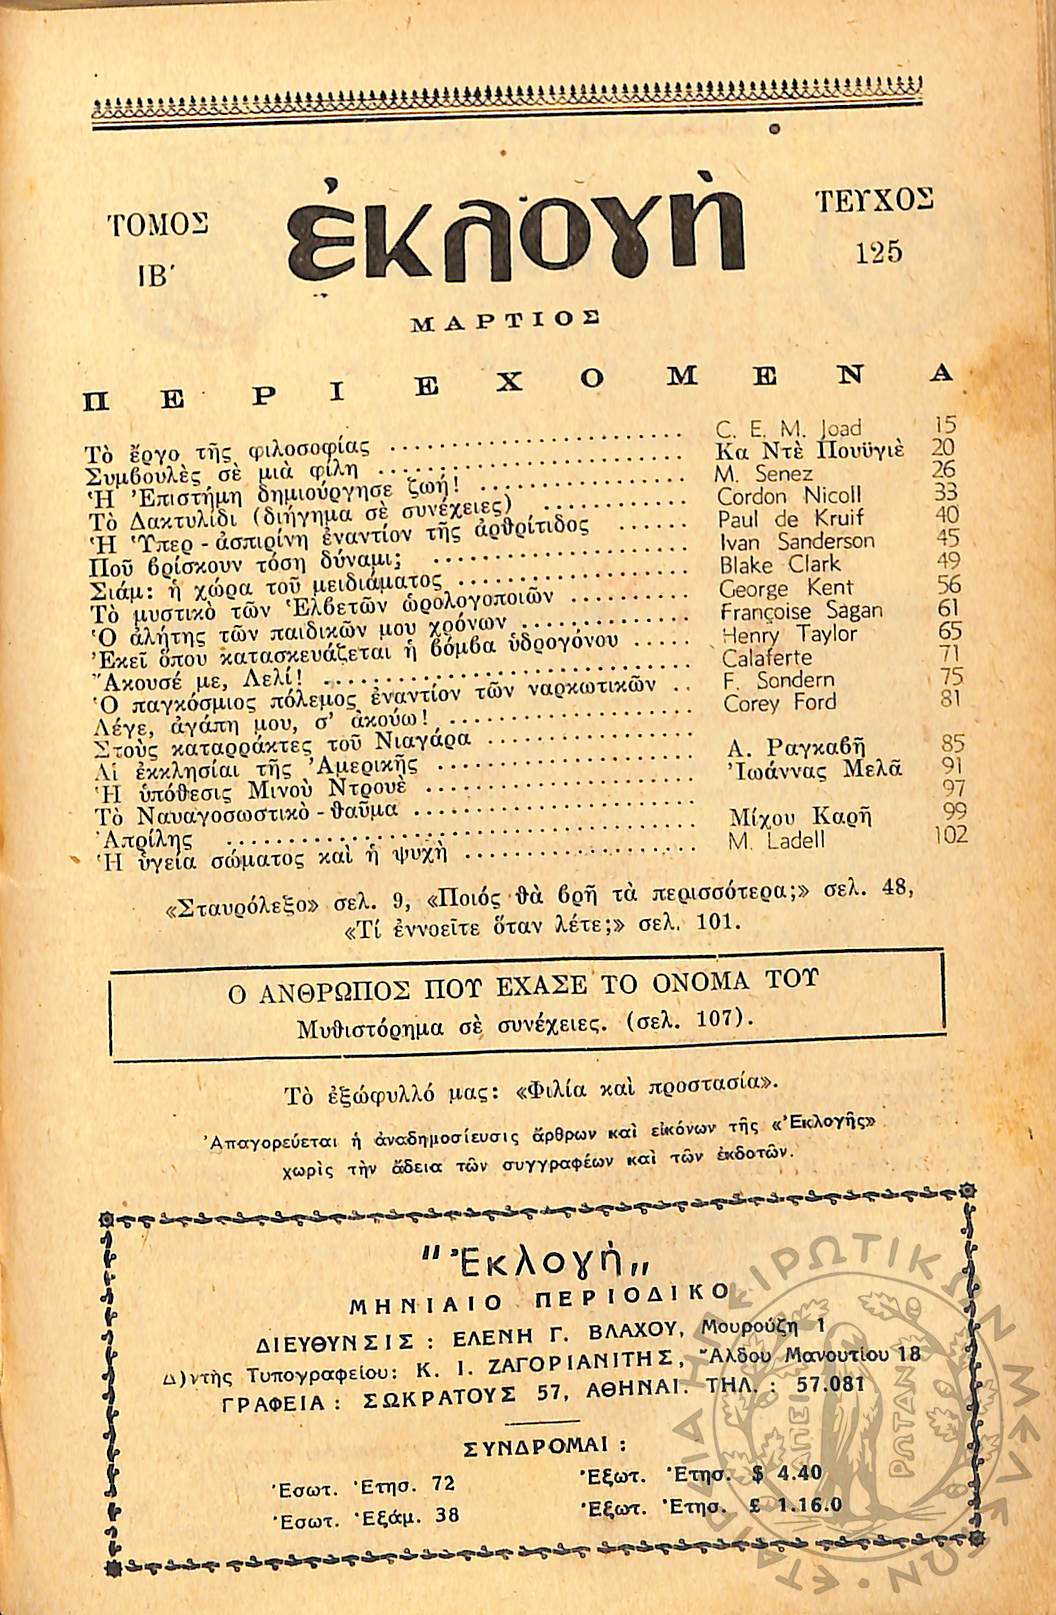 ΤΟΜΟΣ
ΙΒ΄
ἐκλογὴ
ΤΕΥΧΟΣ
125
ΜΑΡΤΙΟΣ
ΠΕΡΙΕΧΟΜΕΝΑ
Τὸ ἔργο τῆς φιλοσοφίας .......... C. E. M. Joad 15
Συμβουλὲς σὲ μιὰ φίλη .......... Κα Ντὲ Πουϋγιὲ 20
Ἡ Ἐπιστήμη δημιούργησε ζωή! .......... M. Senez 26
Τὸ Δακτυλίδι (διήγημα σὲ συνέχειες) .......... Cordon Nicoll 33
Ἡ Ὑπερ - ἀσπιρίνη ἐναντίον τῆς ἀρθρίτιδος ...... Paul de Kruif 40
Ποῦ βρίσκουν τόση δύναμι; .......... Ivan Sanderson 45
Σιάμ: ἡ χώρα τοῦ μειδιάματος .......... Blake Clark 49
Τὸ μυστικὸ τῶν Ἑλβετῶν ὡρολογοποιῶν .......... George Kent 56
Ὁ ἀλήτης τῶν παιδικῶν μου χρόνων .......... Françoise Sagan 61
Ἐκεῖ ὅπου κατασκευάζεται ἡ βόμβα ὑδρογόνου ..... Henry Taylor 65
Ἄκουσέ με, Λελί! .......... Calaferte 71
Ὁ παγκόσμιος πόλεμος ἐναντίον τῶν ναρκωτικῶν .. F. Sondern 75
Λέγε, ἀγάπη μου, σ' ἀκούω! .......... Corey Ford 81
Στοὺς καταρράκτες τοῦ Νιαγάρα ..........
Αἱ ἐκκλησίαι τῆς Ἀμερικῆς .......... Α. Ραγκαβῆ 85
Ἡ ὑπόθεσις Μινοὺ Ντρουὲ .......... Ἰωάννας Μελᾶ 91
Τὸ Ναυαγοσωστικὸ - θαῦμα .......... 97
Ἀπρίλης .......... Μίχου Καρῆ 99
Ἡ ὑγεία σώματος καὶ ἡ ψυχὴ .......... M. Ladell 102
«Σταυρόλεξο» σελ. 9, «Ποιός θὰ βρῆ τὰ περισσότερα;» σελ. 48,
«Τί ἐννοεῖτε ὅταν λέτε;» σελ. 101.
Ο ΑΝΘΡΩΠΟΣ ΠΟΥ ΕΧΑΣΕ ΤΟ ΟΝΟΜΑ ΤΟΥ
Μυθιστόρημα σὲ συνέχειες. (σελ. 107).
Τὸ ἐξώφυλλό μας: «Φιλία καὶ προστασία».
Ἀπαγορεύεται ἡ ἀναδημοσίευσις ἄρθρων καὶ εἰκόνων τῆς «Ἐκλογῆς»
χωρὶς τὴν ἄδεια τῶν συγγραφέων καὶ τῶν ἐκδοτῶν.
"Ἐκλογὴ"
ΜΗΝΙΑΙΟ ΠΕΡΙΟΔΙΚΟ
ΔΙΕΥΘΥΝΣΙΣ : ΕΛΕΝΗ Γ. ΒΛΑΧΟΥ, Μουρούζη 1
Δ)ντὴς Τυπογραφείου: Κ. Ι. ΖΑΓΟΡΙΑΝΙΤΗΣ, Ἄλδου Μανουτίου 18
ΓΡΑΦΕΙΑ : ΣΩΚΡΑΤΟΥΣ 57, ΑΘΗΝΑΙ. ΤΗΛ. : 57.081
ΣΥΝΔΡΟΜΑΙ :
Ἐσωτ. Ἐτησ. 72
Ἐξωτ. Ἐτησ. $ 4.40
Ἐσωτ. Ἑξάμ. 38
Ἐξωτ. Ἐτησ. £ 1.16.0
ΕΤΑΙΡΕΙΑ ΗΠΕΙΡΩΤΙΚΩΝ ΜΕΛΕΤΩΝ
ΑΠΕΙΡΩΤΑΝ